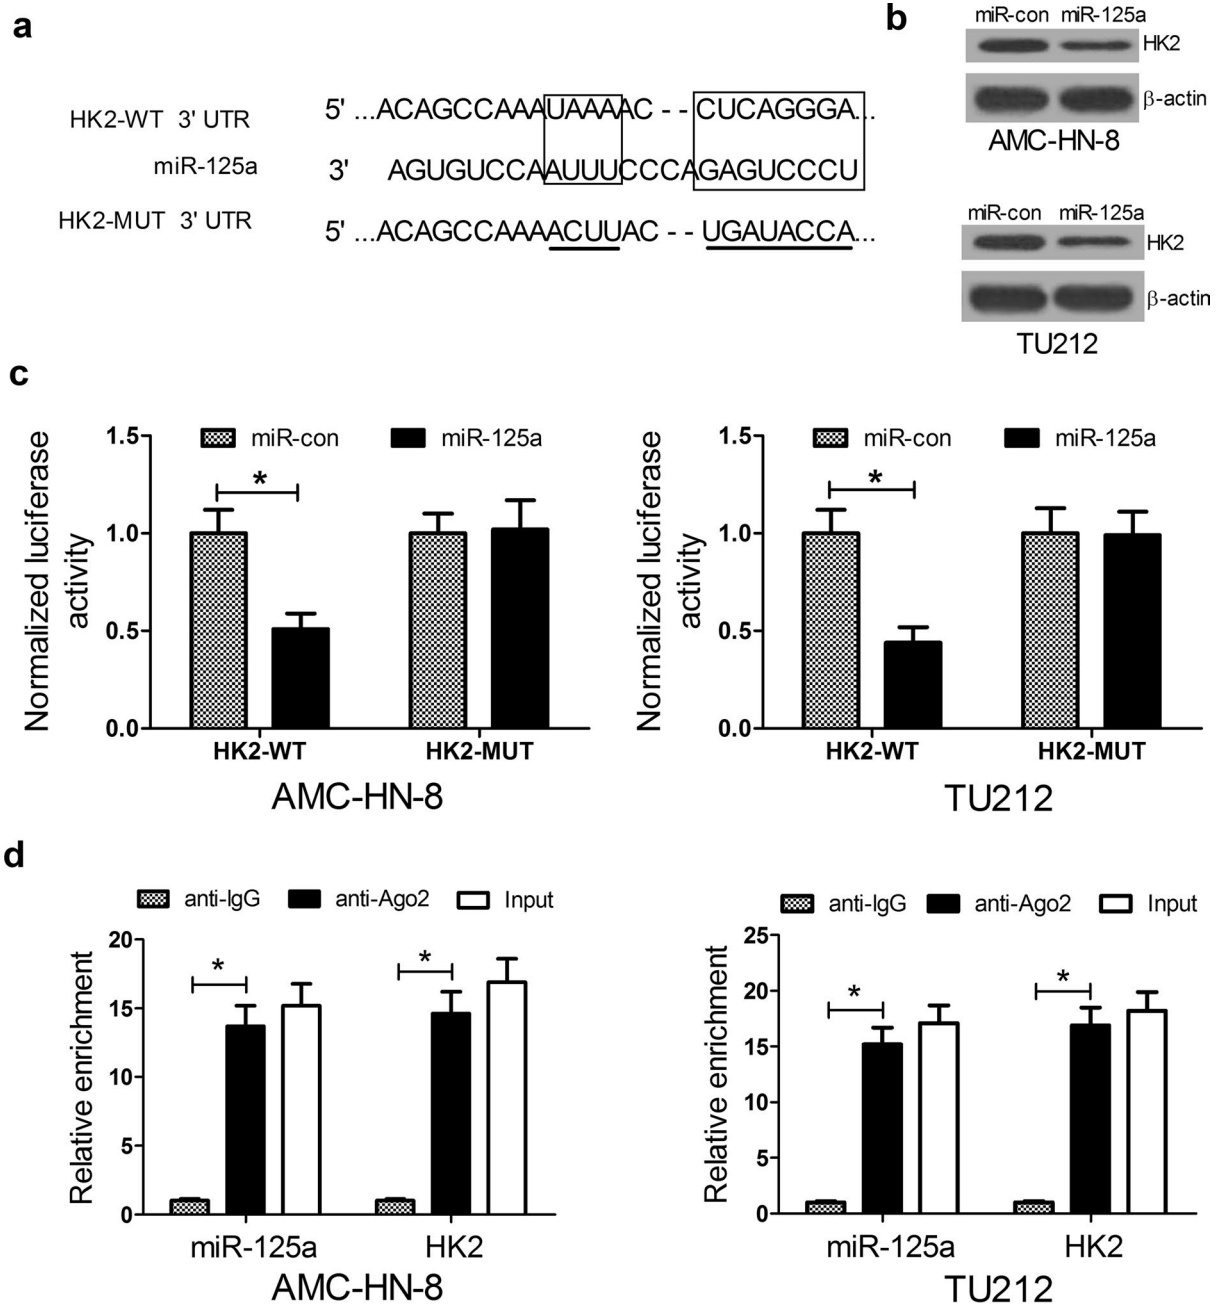 a
HK2-WT 3' UTR 5' ...ACAGCCAAAUAAAAC - - CUCAGGGA...
miR-125a 3' AGUGUCCAAUUUCCCAGAGUCCCU
HK2-MUT 3' UTR 5' ...ACAGCCAAAAACUUAC - - UGAUACCA...
b
miR-con miR-125a
HK2
β-actin
AMC-HN-8
miR-con miR-125a
HK2
β-actin
TU212
c
Normalized luciferase
activity
miR-con miR-125a
1.5
1.0
0.5
0.0
*
HK2-WT HK2-MUT
AMC-HN-8
Normalized luciferase
activity
miR-con miR-125a
1.5
1.0
0.5
0.0
*
HK2-WT HK2-MUT
TU212
d
anti-IgG anti-Ago2 Input
Relative enrichment
20
15
10
5
0
* *
miR-125a HK2
AMC-HN-8
anti-IgG anti-Ago2 Input
Relative enrichment
25
20
15
10
5
0
* *
miR-125a HK2
TU212